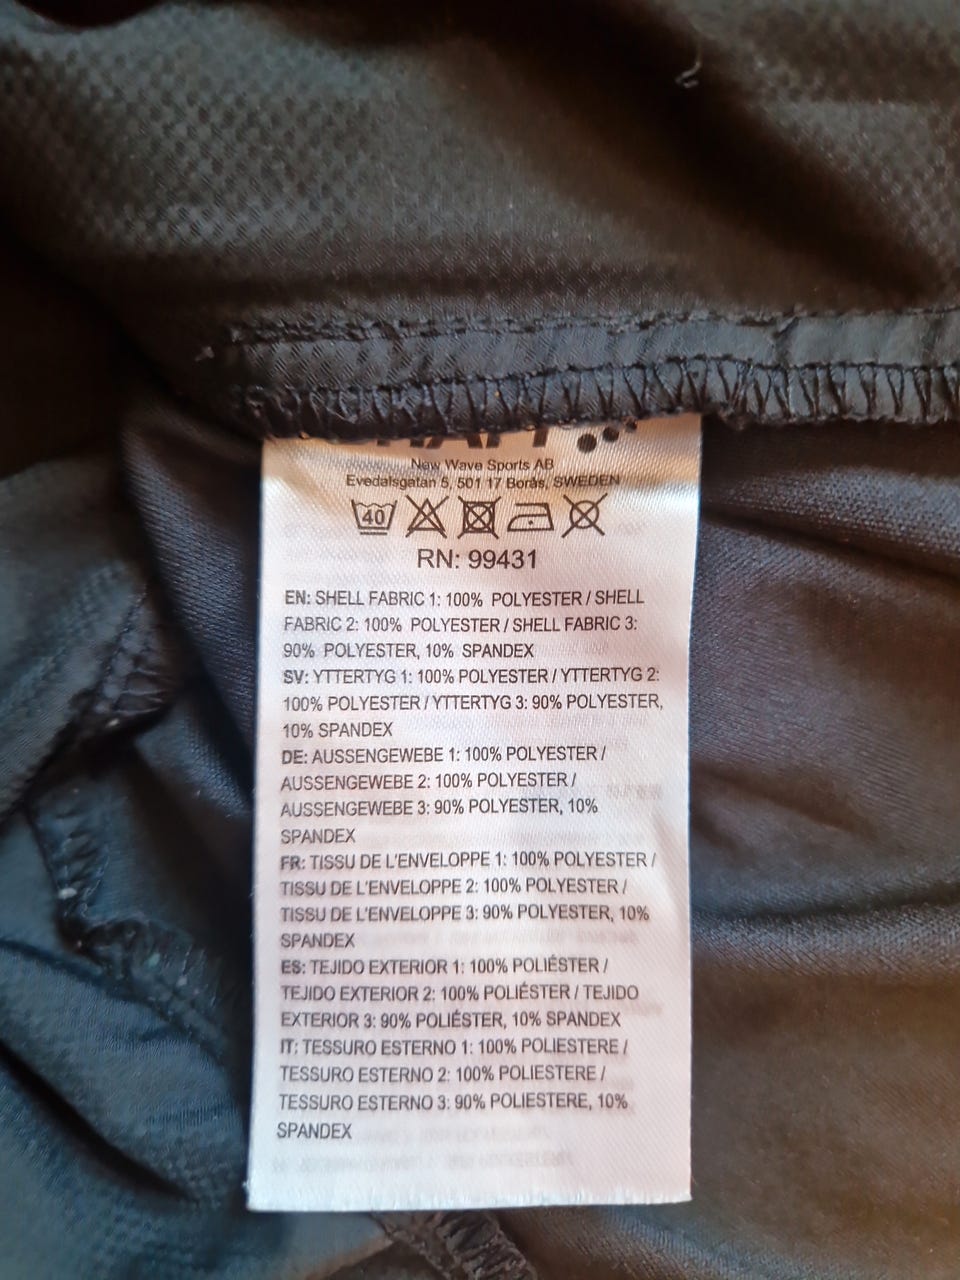 New Wave Sports AB
Evedalsgatan 5, 501 17 Borås, SWEDEN
40
RN: 99431
EN: SHELL FABRIC 1: 100% POLYESTER / SHELL
FABRIC 2: 100% POLYESTER / SHELL FABRIC 3:
90% POLYESTER, 10% SPANDEX
SV: YTTERTYG 1: 100% POLYESTER / YTTERTYG 2:
100% POLYESTER / YTTERTYG 3: 90% POLYESTER,
10% SPANDEX
DE: AUSSENGEWEBE 1: 100% POLYESTER /
AUSSENGEWEBE 2: 100% POLYESTER /
AUSSENGEWEBE 3: 90% POLYESTER, 10%
SPANDEX
FR: TISSU DE L'ENVELOPPE 1: 100% POLYESTER /
TISSU DE L'ENVELOPPE 2: 100% POLYESTER /
TISSU DE L'ENVELOPPE 3: 90% POLYESTER, 10%
SPANDEX
ES: TEJIDO EXTERIOR 1: 100% POLIÉSTER /
TEJIDO EXTERIOR 2: 100% POLIÉSTER / TEJIDO
EXTERIOR 3: 90% POLIÉSTER, 10% SPANDEX
IT: TESSURO ESTERNO 1: 100% POLIESTERE /
TESSURO ESTERNO 2: 100% POLIESTERE /
TESSURO ESTERNO 3: 90% POLIESTERE, 10%
SPANDEX